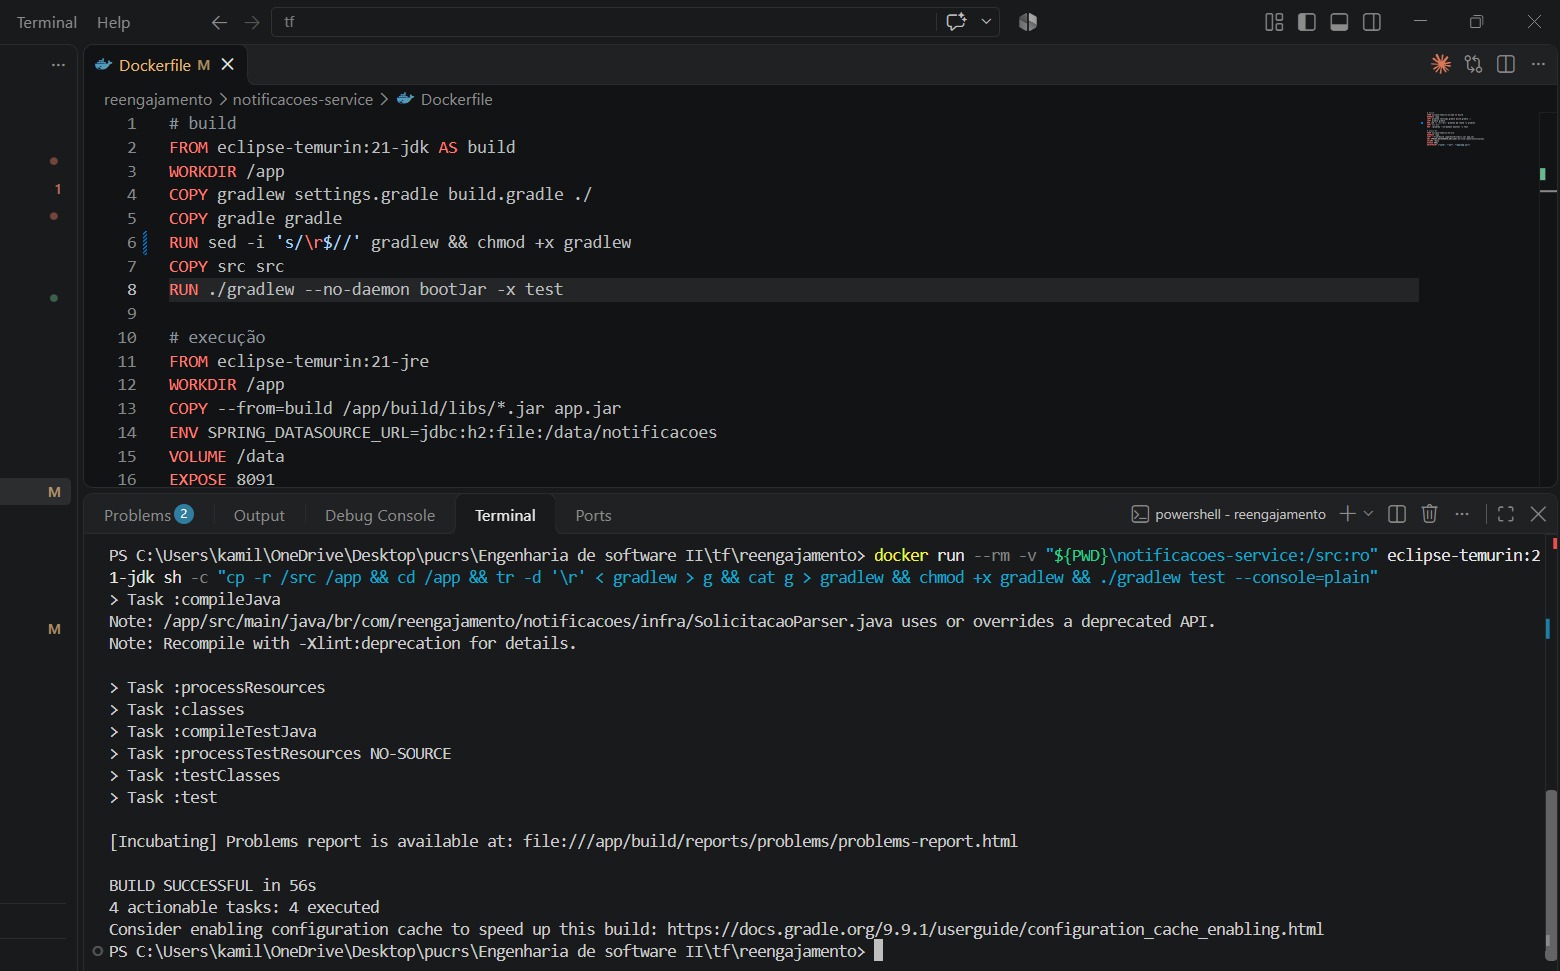 Terminal Help
tf
Dockerfile M
reengajamento > notificacoes-service > Dockerfile
1 # build
2 FROM eclipse-temurin:21-jdk AS build
3 WORKDIR /app
4 COPY gradlew settings.gradle build.gradle ./
5 COPY gradle gradle
6 RUN sed -i 's/\r$//' gradlew && chmod +x gradlew
7 COPY src src
8 RUN ./gradlew --no-daemon bootJar -x test
9
10 # execução
11 FROM eclipse-temurin:21-jre
12 WORKDIR /app
13 COPY --from=build /app/build/libs/*.jar app.jar
14 ENV SPRING_DATASOURCE_URL=jdbc:h2:file:/data/notificacoes
15 VOLUME /data
16 EXPOSE 8091
1
M
M
Problems 2 Output Debug Console Terminal Ports
powershell - reengajamento
PS C:\Users\kamil\OneDrive\Desktop\pucrs\Engenharia de software II\tf\reengajamento> docker run --rm -v "${PWD}\notificacoes-service:/src:ro" eclipse-temurin:2
1-jdk sh -c "cp -r /src /app && cd /app && tr -d '\r' < gradlew > g && cat g > gradlew && chmod +x gradlew && ./gradlew test --console=plain"
> Task :compileJava
Note: /app/src/main/java/br/com/reengajamento/notificacoes/infra/SolicitacaoParser.java uses or overrides a deprecated API.
Note: Recompile with -Xlint:deprecation for details.
> Task :processResources
> Task :classes
> Task :compileTestJava
> Task :processTestResources NO-SOURCE
> Task :testClasses
> Task :test
[Incubating] Problems report is available at: file:///app/build/reports/problems/problems-report.html
BUILD SUCCESSFUL in 56s
4 actionable tasks: 4 executed
Consider enabling configuration cache to speed up this build: https://docs.gradle.org/9.9.1/userguide/configuration_cache_enabling.html
PS C:\Users\kamil\OneDrive\Desktop\pucrs\Engenharia de software II\tf\reengajamento>